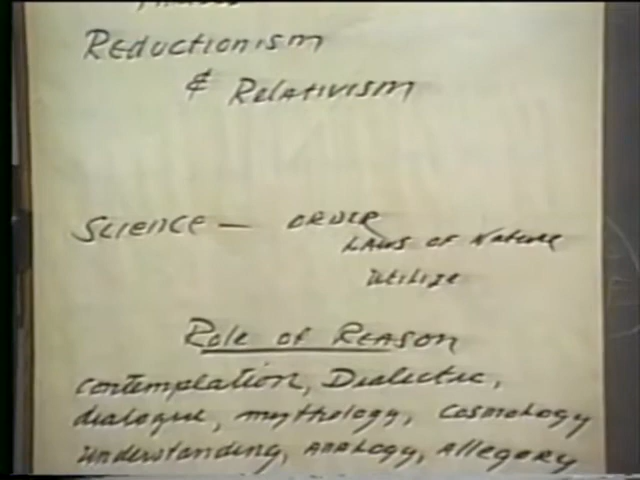 Reductionism
& Relativism
Science — ORDER
LAWS of Nature
Utilize
Role of REASON
contemplation, Dialectic,
dialogue, mythology, Cosmology
understanding, ANAlogy, Allegory